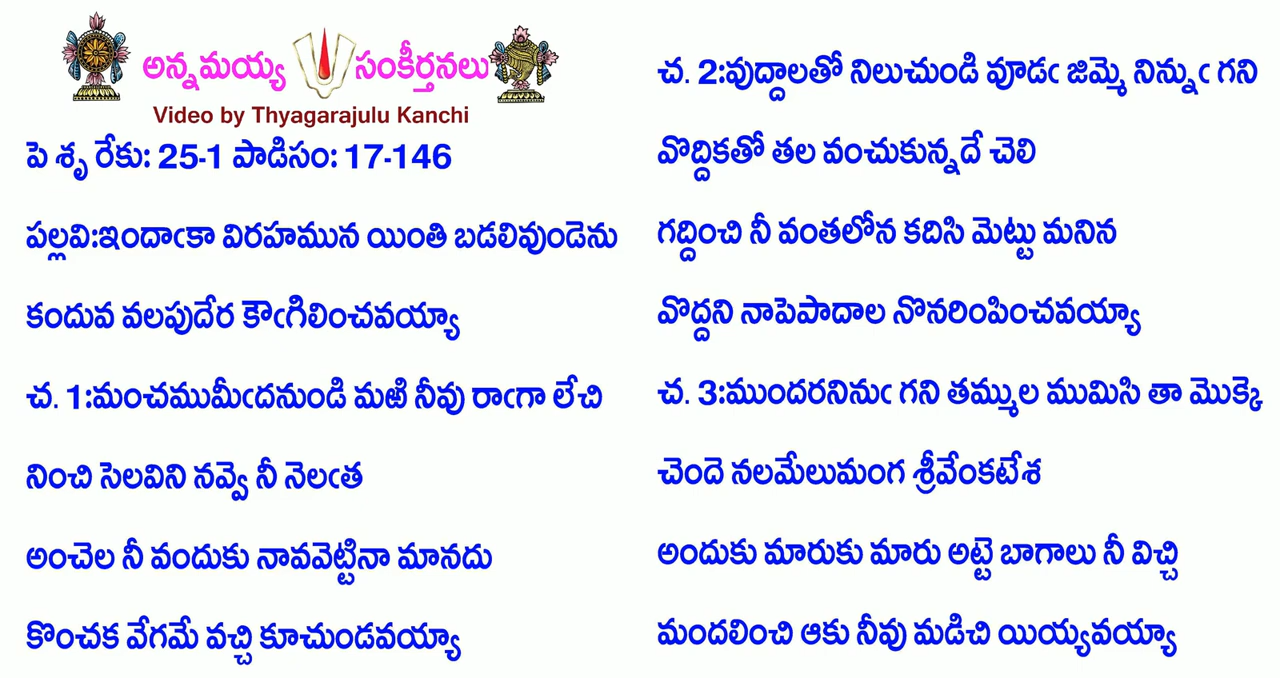 అన్నమయ్య సంకీర్తనలు
Video by Thyagarajulu Kanchi
పె శృ రేకు: 25-1 పాడిసం: 17-146
పల్లవి:ఇందాఁకా విరహమున యింతి బడలివుండెను
కందువ వలపుదేర కౌఁగిలించవయ్యా
చ. 1:మంచముమీఁదనుండి మఱి నీవు రాఁగా లేచి
నించి సెలవిని నవ్వె నీ నెలఁత
అంచెల నీ వందుకు నావవెట్టినా మానదు
కొంచక వేగమే వచ్చి కూచుండవయ్యా
చ. 2:వుద్దాలతో నిలుచుండి వూడఁ జిమ్మె నిన్నుఁ గని
వొద్దికతో తల వంచుకున్నదే చెలి
గద్దించి నీ వంతలోన కదిసి మెట్టు మనిన
వొద్దని నాపెపాదాల నొనరింపించవయ్యా
చ. 3:ముందరనినుఁ గని తమ్ముల ముమిసి తా మొక్కె
చెందె నలమేలుమంగ శ్రీవేంకటేశ
అందుకు మారుకు మారు అట్టె బాగాలు నీ విచ్చి
మందలించి ఆకు నీవు మడిచి యియ్యవయ్యా